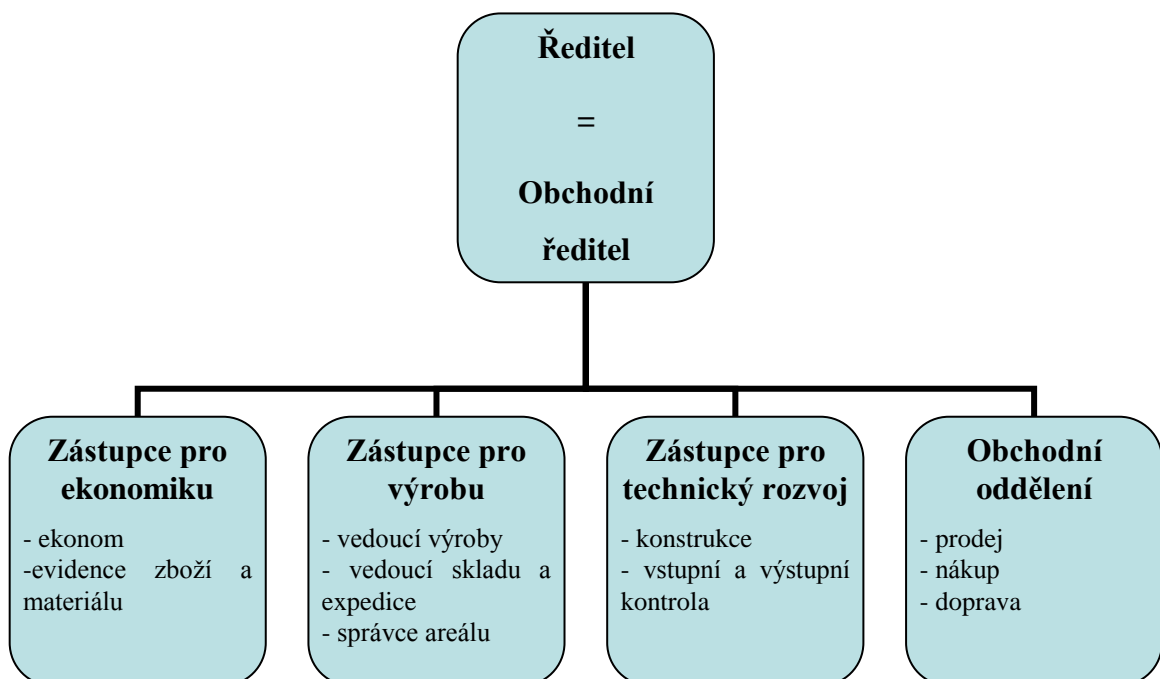 Ředitel
=
Obchodní
ředitel
Zástupce pro
ekonomiku
- ekonom
-evidence zboží a
materiálu
Zástupce pro
výrobu
- vedoucí výroby
- vedoucí skladu a
expedice
- správce areálu
Zástupce pro
technický rozvoj
- konstrukce
- vstupní a výstupní
kontrola
Obchodní
oddělení
- prodej
- nákup
- doprava